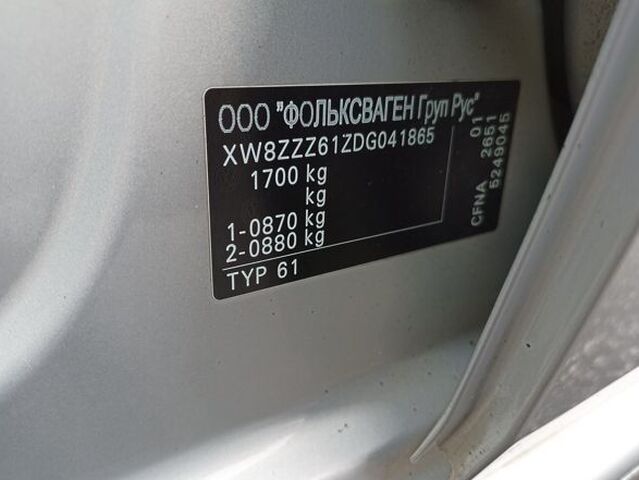 ООО "ФОЛЬКСВАГЕН Груп Рус"
XW8ZZZ61ZDG041865
1700 kg
kg
1-0870 kg
2-0880 kg
TYP 61
01
CFNA 2651
5249045